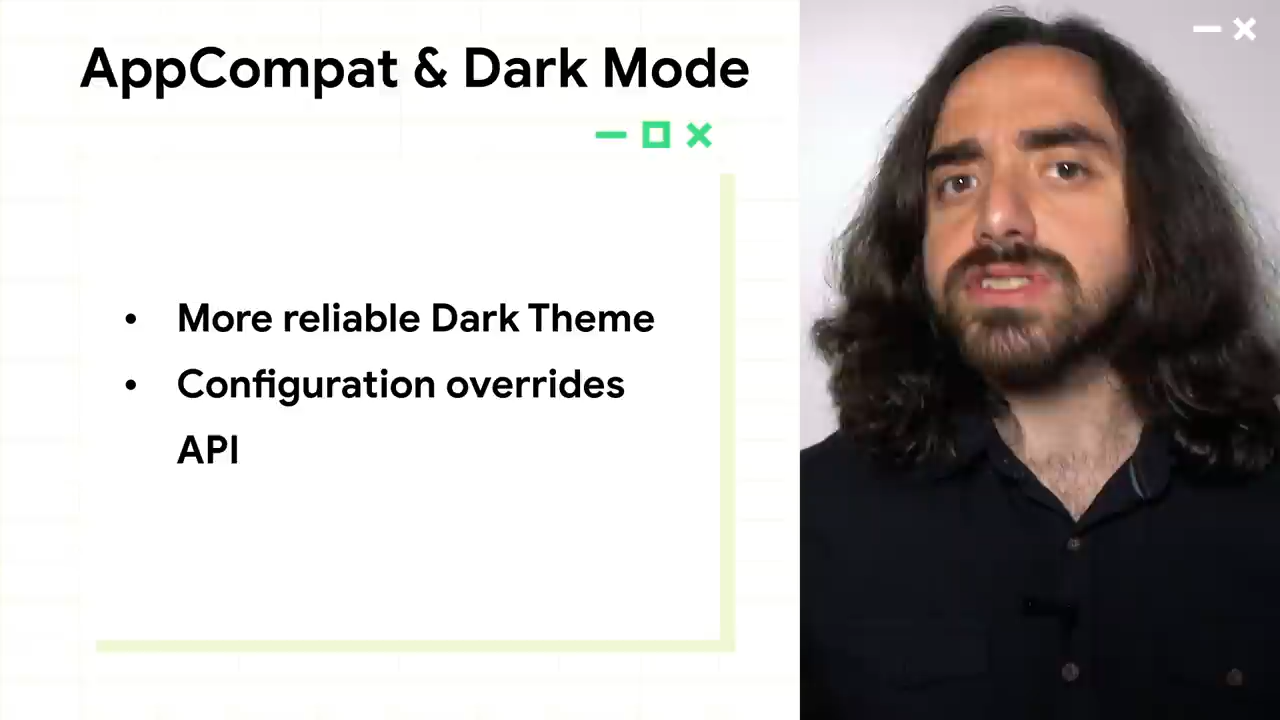 AppCompat & Dark Mode
• More reliable Dark Theme
• Configuration overrides
API